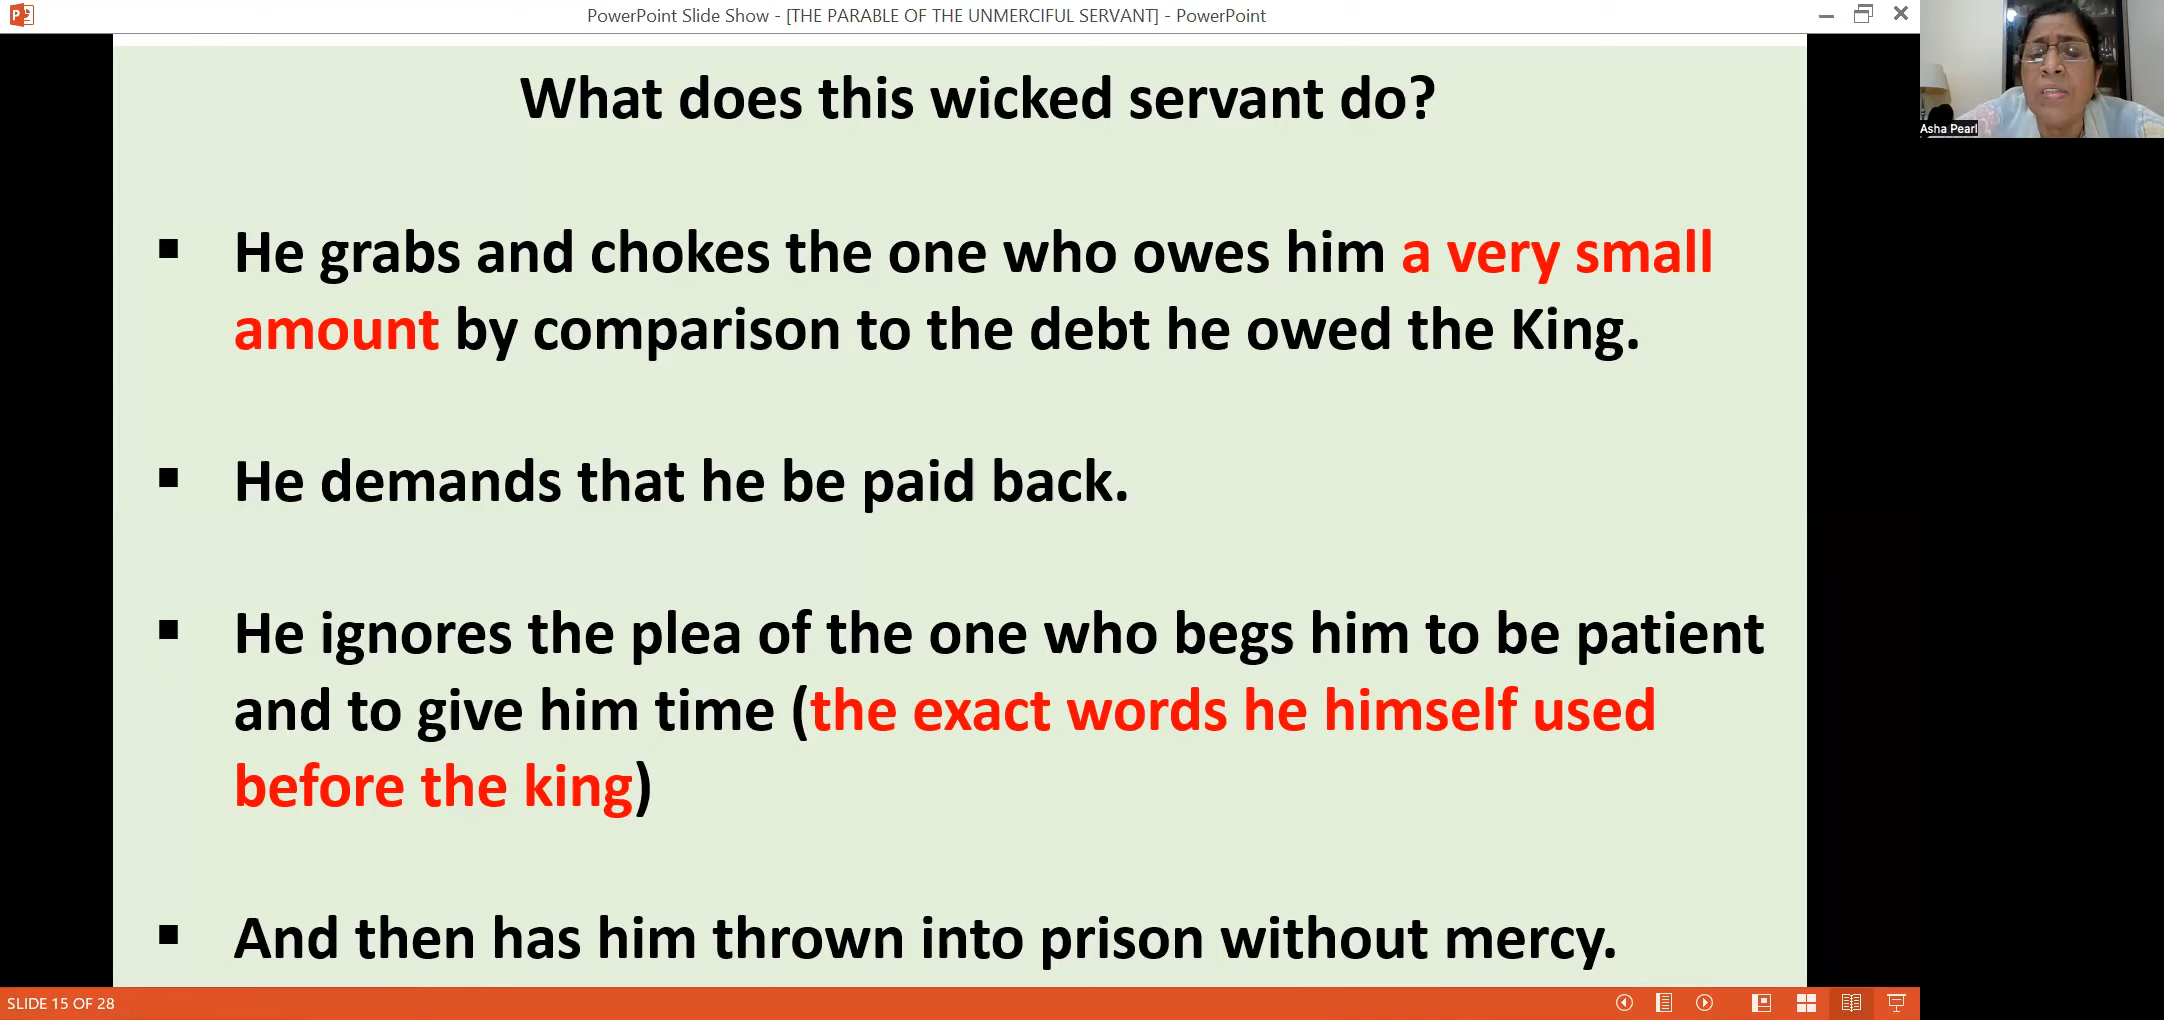 PowerPoint Slide Show - [THE PARABLE OF THE UNMERCIFUL SERVANT] - PowerPoint
Asha Pearl
What does this wicked servant do?
▪ He grabs and chokes the one who owes him a very small
amount by comparison to the debt he owed the King.
▪ He demands that he be paid back.
▪ He ignores the plea of the one who begs him to be patient
and to give him time (the exact words he himself used
before the king)
▪ And then has him thrown into prison without mercy.
SLIDE 15 OF 28